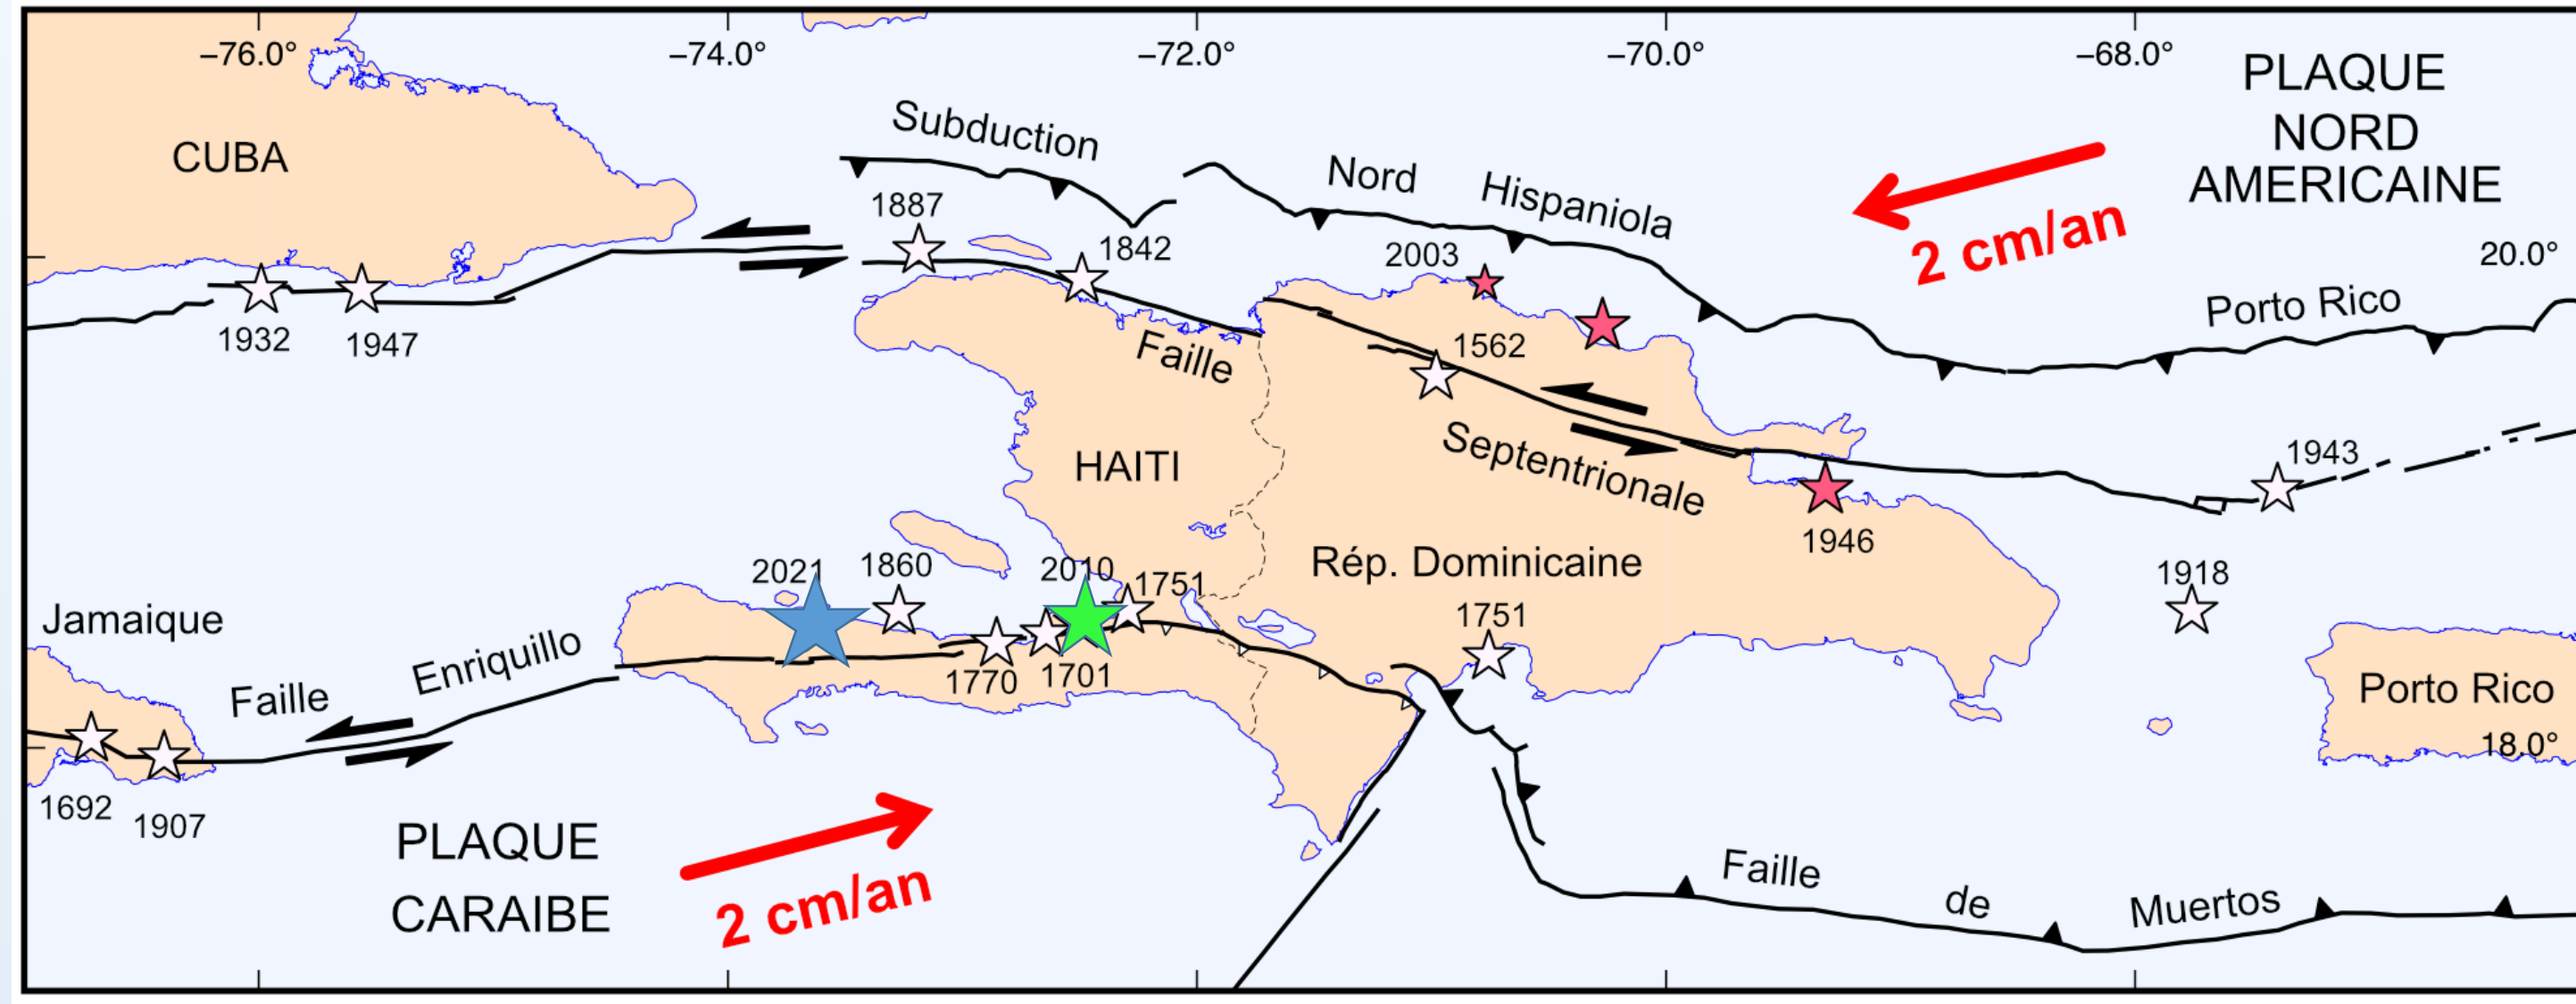 –76.0°
–74.0°
–72.0°
–70.0°
–68.0°
PLAQUE
NORD
AMERICAINE
CUBA
Subduction
Nord
Hispaniola
2 cm/an
20.0°
1887
1842
2003
Porto Rico
1932
1947
Faille
1562
Septentrionale
HAITI
1943
1946
Rép. Dominicaine
2021
1860
2010
1751
1751
1918
Jamaique
Faille
Enriquillo
1770
1701
Porto Rico
18.0°
1692
1907
PLAQUE
CARAIBE
2 cm/an
Faille
de
Muertos